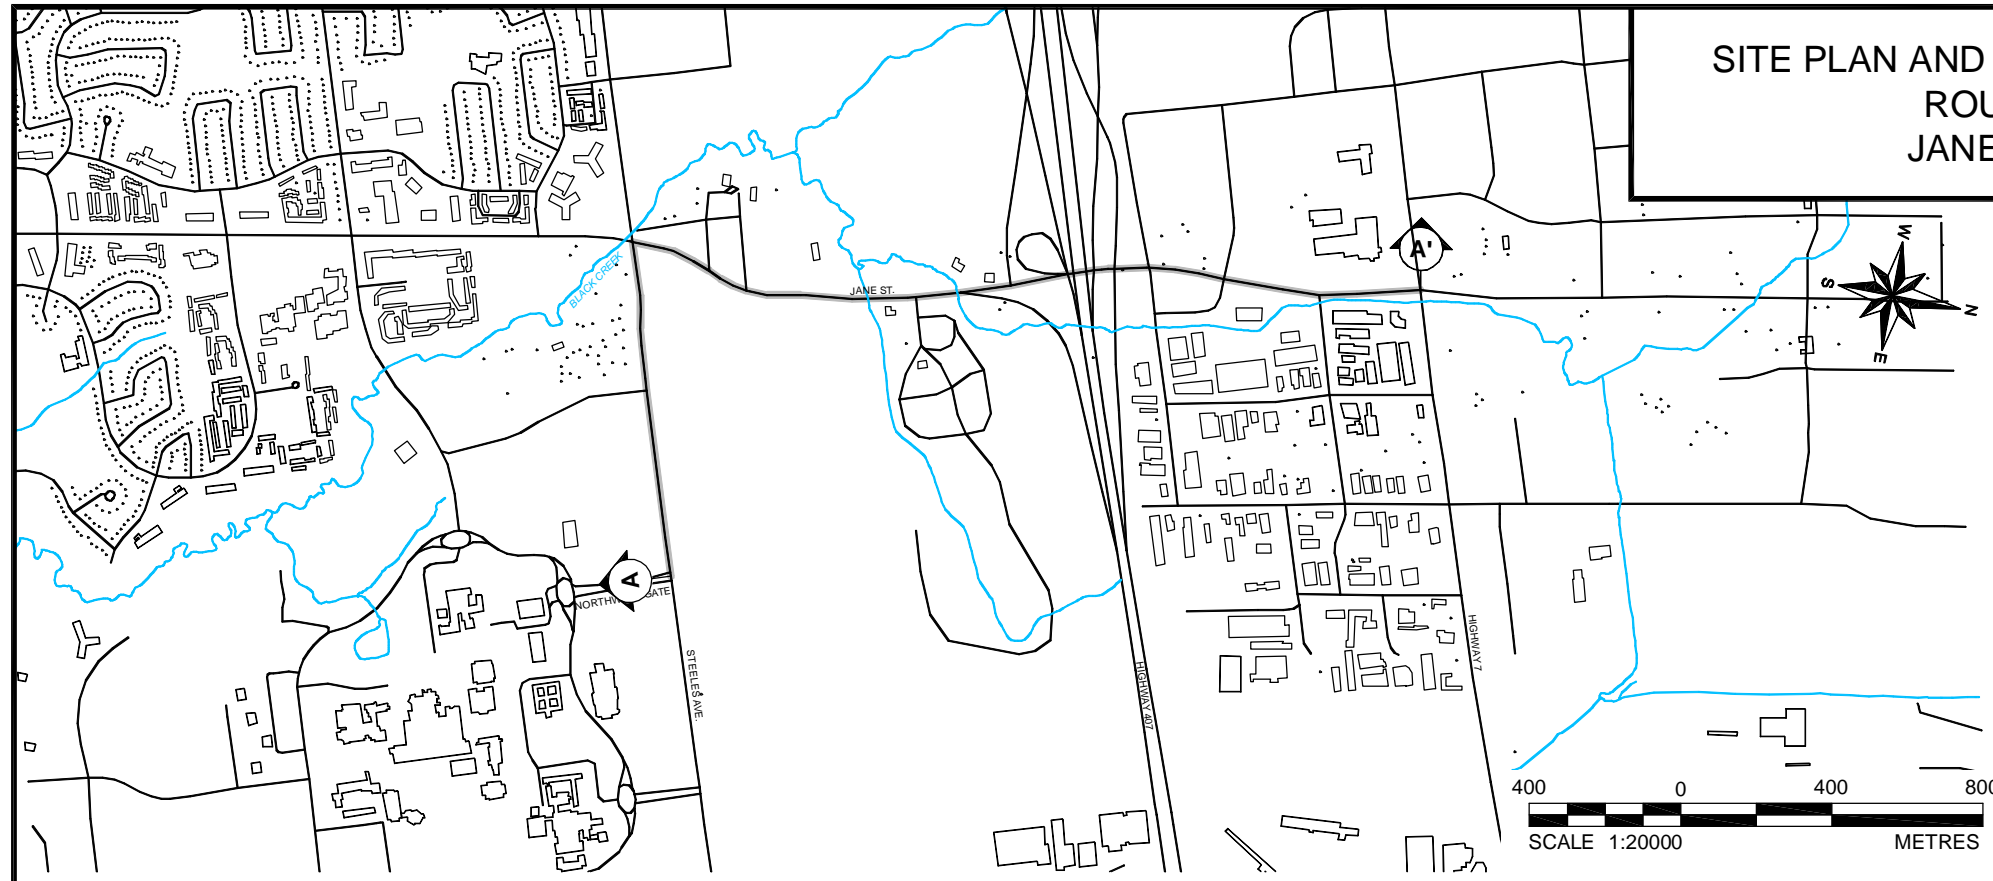 SITE PLAN AND
ROU
JANE
W
S
N
E
A'
JANE ST.
BLACK CREEK
A
GATE
STEELES AVE.
HIGHWAY 407
HIGHWAY 7
400 0 400 800
SCALE 1:20000 METRES